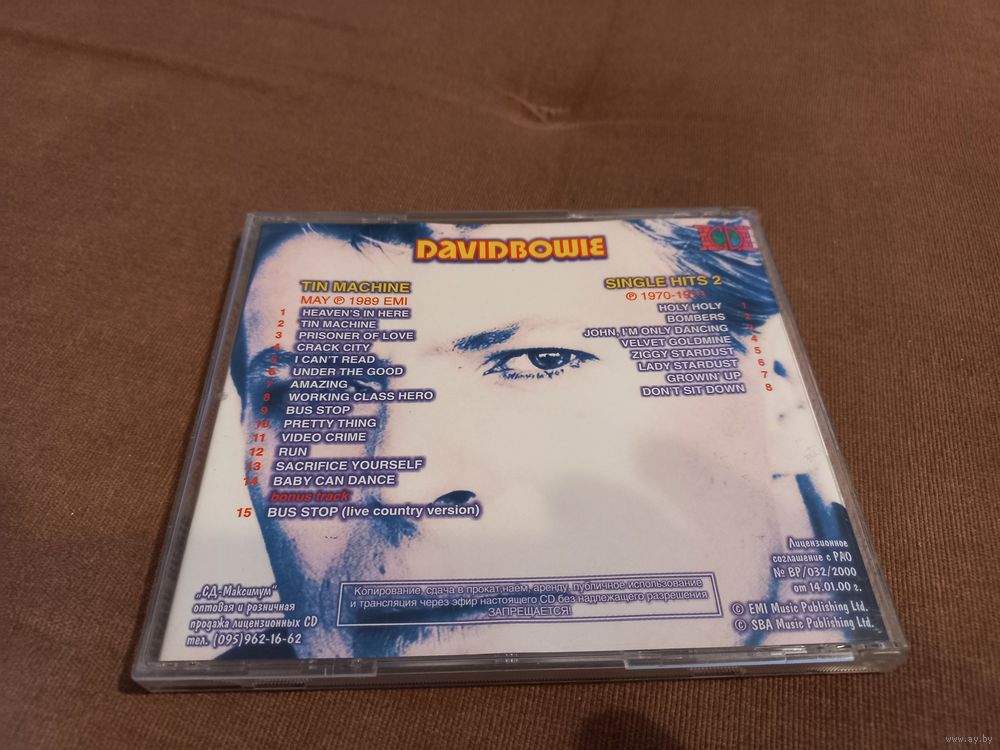 DAVID BOWIE
CD
TIN MACHINE
MAY ℗ 1989 EMI
1 HEAVEN'S IN HERE
2 TIN MACHINE
3 PRISONER OF LOVE
4 CRACK CITY
5 I CAN'T READ
6 UNDER THE GOOD
7 AMAZING
8 WORKING CLASS HERO
9 BUS STOP
10 PRETTY THING
11 VIDEO CRIME
12 RUN
13 SACRIFICE YOURSELF
14 BABY CAN DANCE
bonus track
15 BUS STOP (live country version)
SINGLE HITS 2
℗
HOLY HOLY 1
BOMBERS 2
JOHN, I'M ONLY DANCING 3
VELVET GOLDMINE 4
ZIGGY STARDUST 5
LADY STARDUST 6
GROWIN' UP 7
DON'T SIT DOWN 8
„СД-Максимум"
оптовая и розничная
продажа лицензионных CD
тел. (095)962-16-62
Копирование, сдача в прокат,наем, аренду, публичное использование
и трансляция через эфир настоящего CD без надлежащего разрешения
ЗАПРЕЩАЕТСЯ!
Лицензионное
соглашение с РАО
№ ВР/032/2000
от 14.01.00 г.
© EMI Music Publishing Ltd.
© SBA Music Publishing Ltd.
www.ay.by